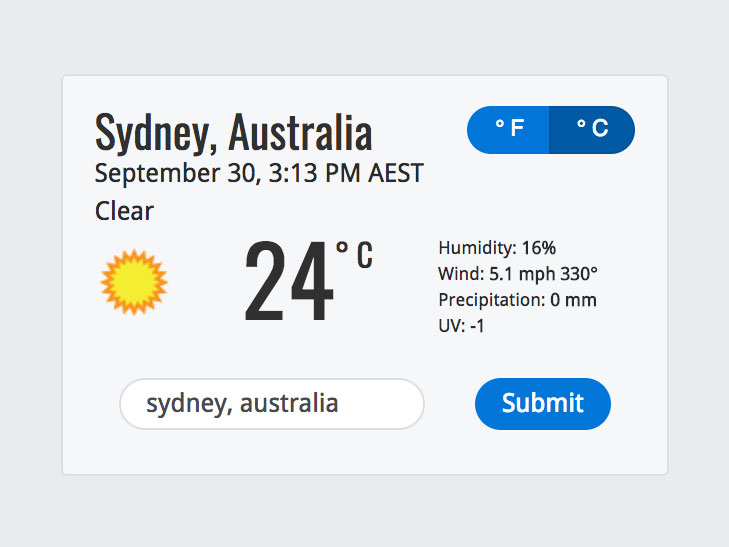 Sydney, Australia
° F
° C
September 30, 3:13 PM AEST
Clear
24° C
Humidity: 16%
Wind: 5.1 mph 330°
Precipitation: 0 mm
UV: -1
sydney, australia
Submit